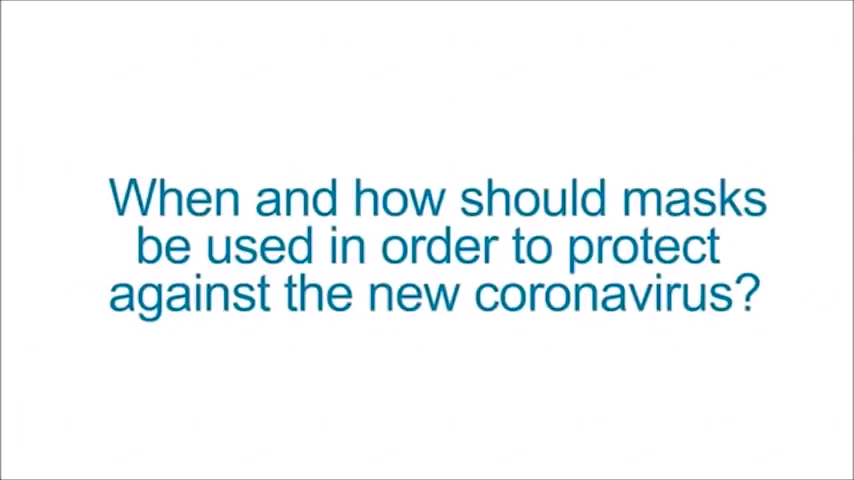 When and how should masks
be used in order to protect
against the new coronavirus?